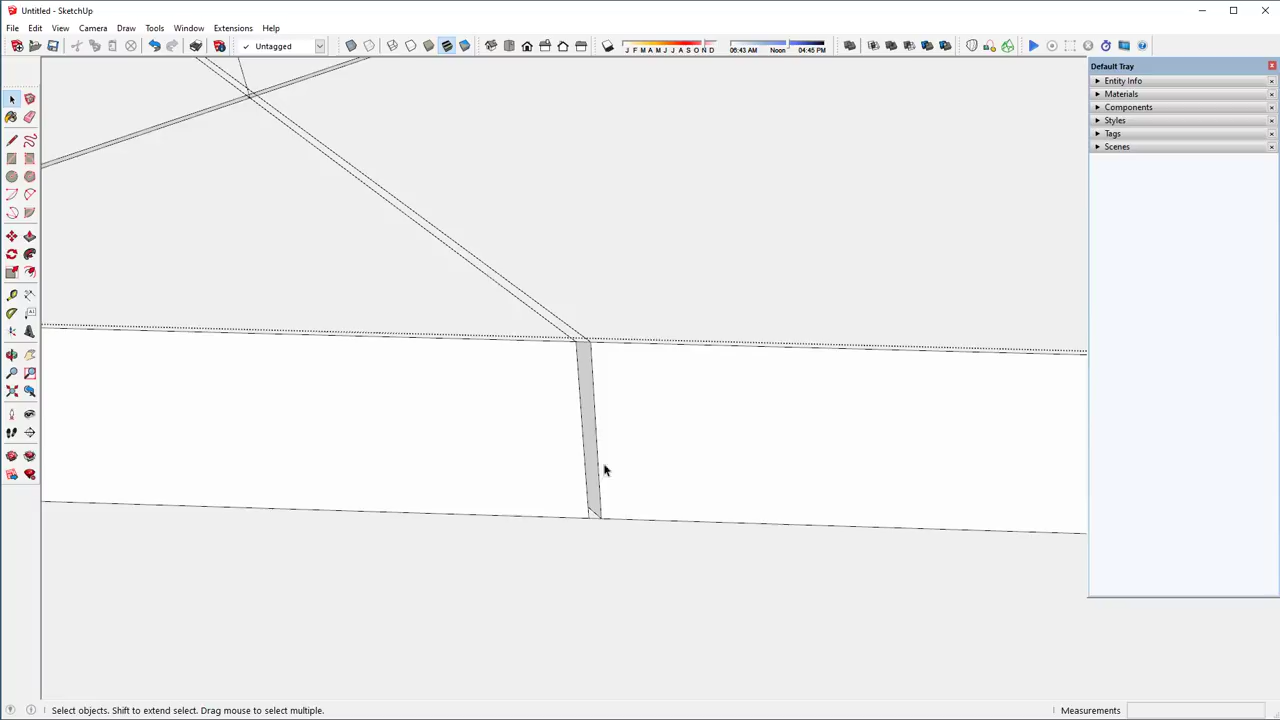 Untitled - SketchUp
File Edit View Camera Draw Tools Window Extensions Help
✓ Untagged
J F M A M J J A S O N D
06:43 AM Noon 04:45 PM
Default Tray
Entity Info
Materials
Components
Styles
Tags
Scenes
Select objects. Shift to extend select. Drag mouse to select multiple.
Measurements